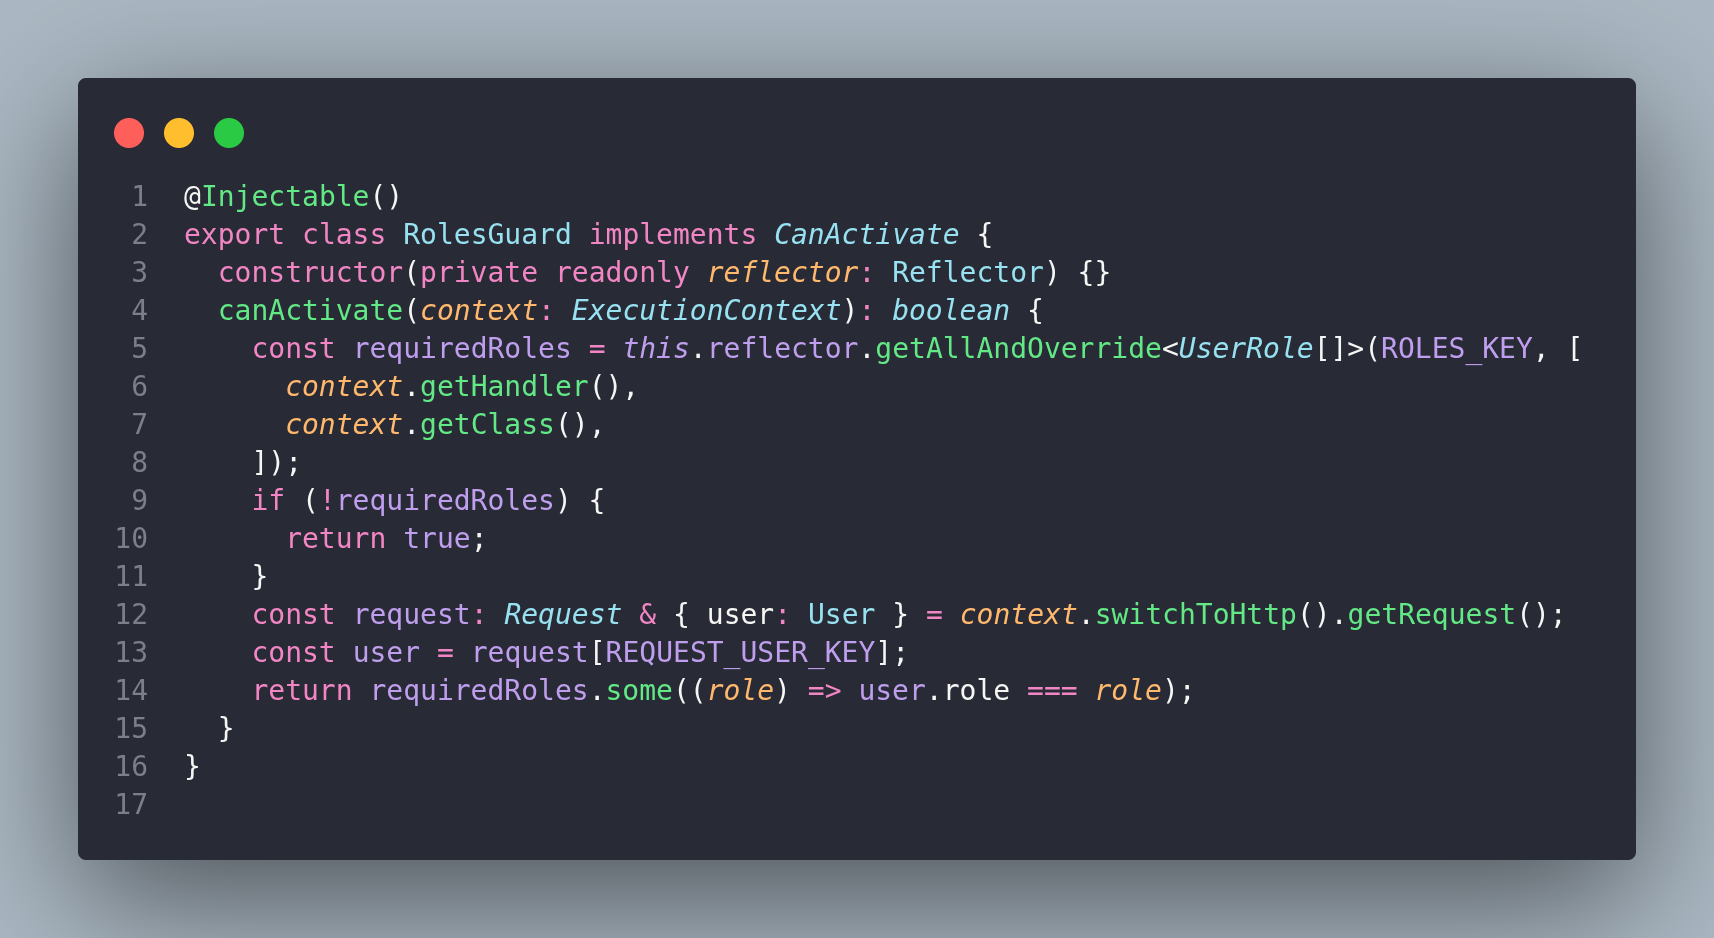 1 @Injectable()
2 export class RolesGuard implements CanActivate {
3   constructor(private readonly reflector: Reflector) {}
4   canActivate(context: ExecutionContext): boolean {
5     const requiredRoles = this.reflector.getAllAndOverride<UserRole[]>(ROLES_KEY, [
6       context.getHandler(),
7       context.getClass(),
8     ]);
9     if (!requiredRoles) {
10       return true;
11     }
12     const request: Request & { user: User } = context.switchToHttp().getRequest();
13     const user = request[REQUEST_USER_KEY];
14     return requiredRoles.some((role) => user.role === role);
15   }
16 }
17